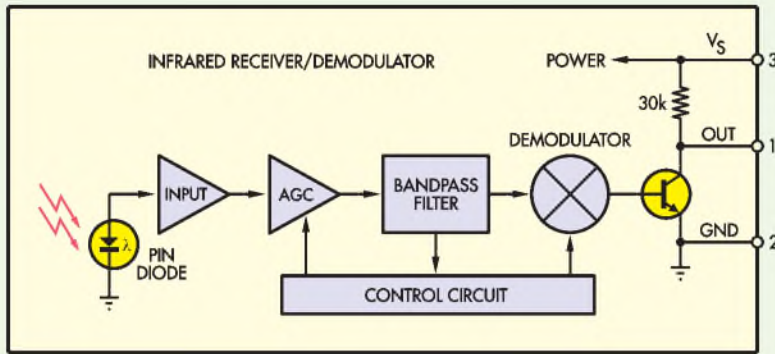 INFRARED RECEIVER/DEMODULATOR
POWER
VS
3
30k
OUT
1
DEMODULATOR
INPUT
AGC
BANDPASS
FILTER
λ
PIN
DIODE
GND
2
CONTROL CIRCUIT